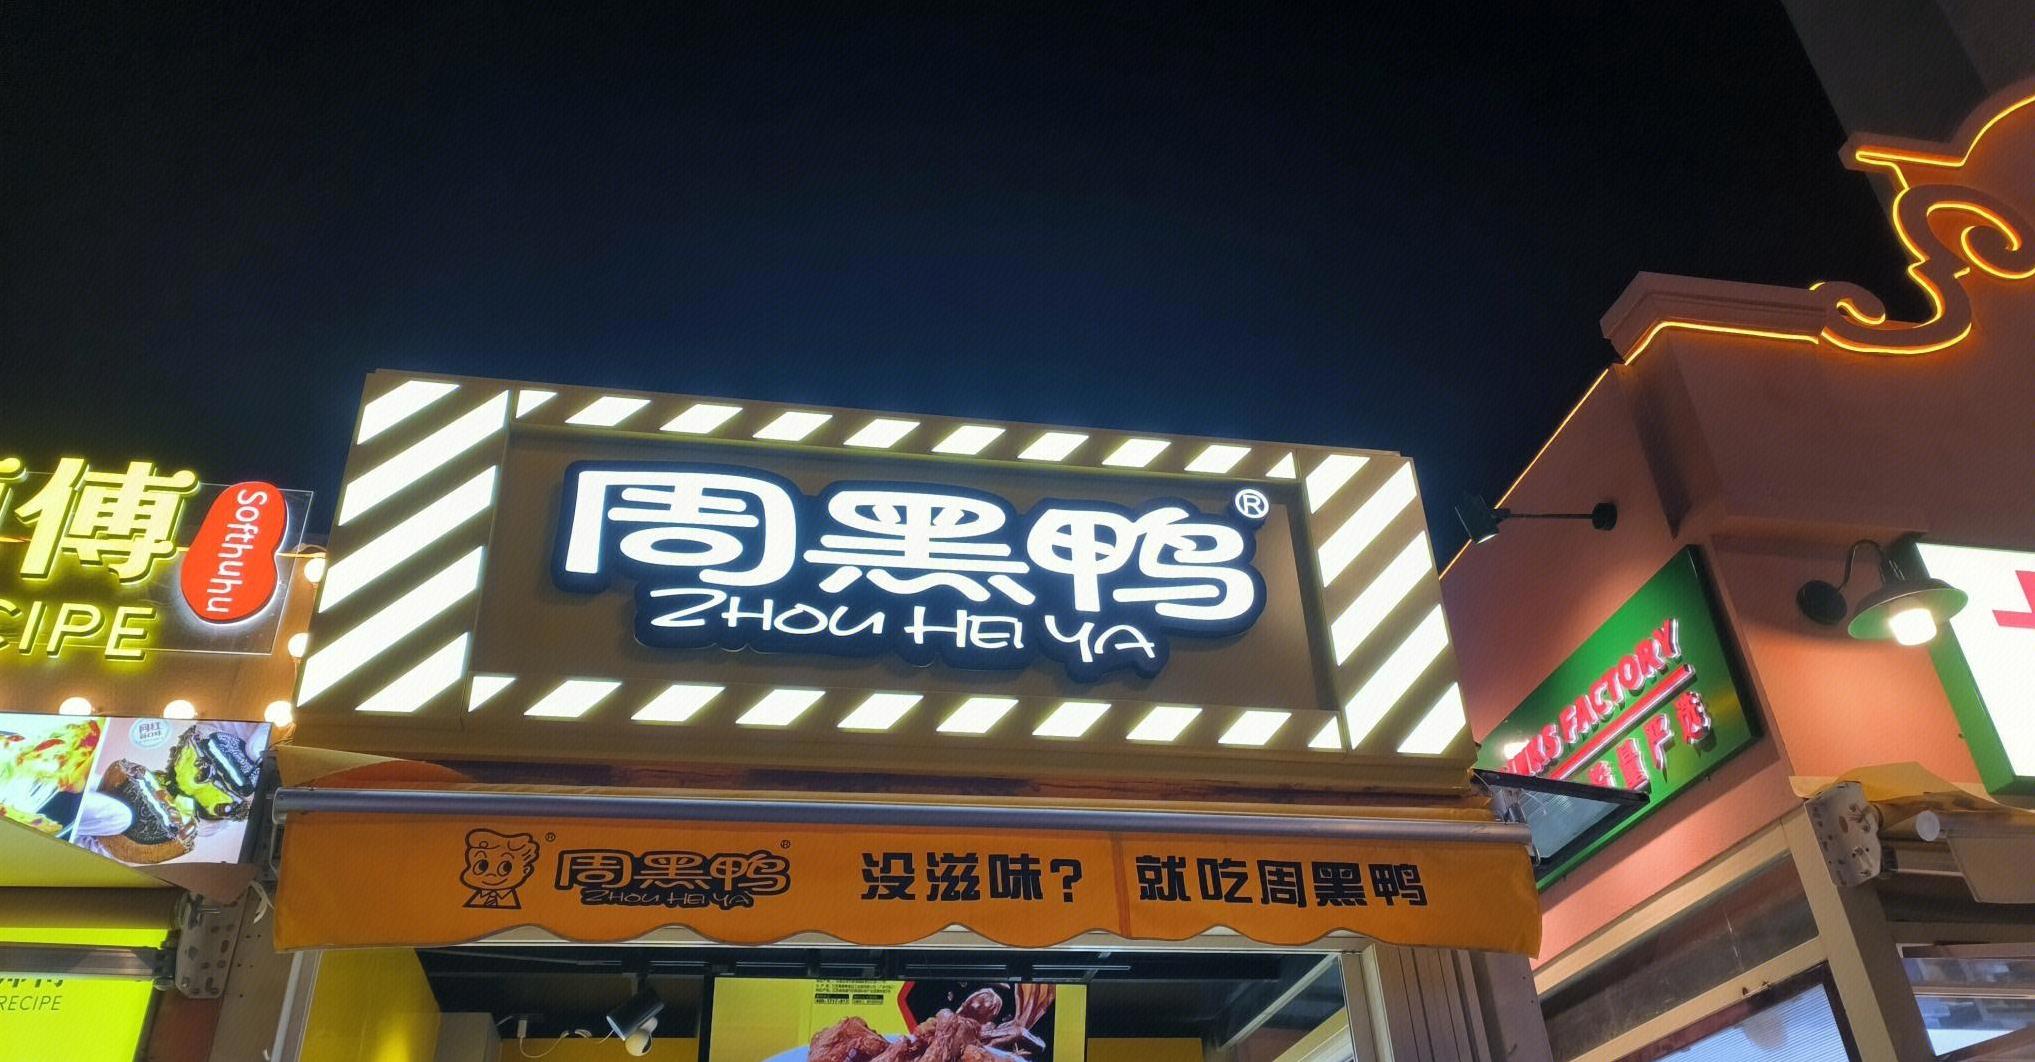 周黑鸭®
ZHOU HEI YA
傅
Softhuhu
CIPE
FACTORY
®
周黑鸭®
ZHOU HEI YA
没滋味? 就吃周黑鸭
RECIPE